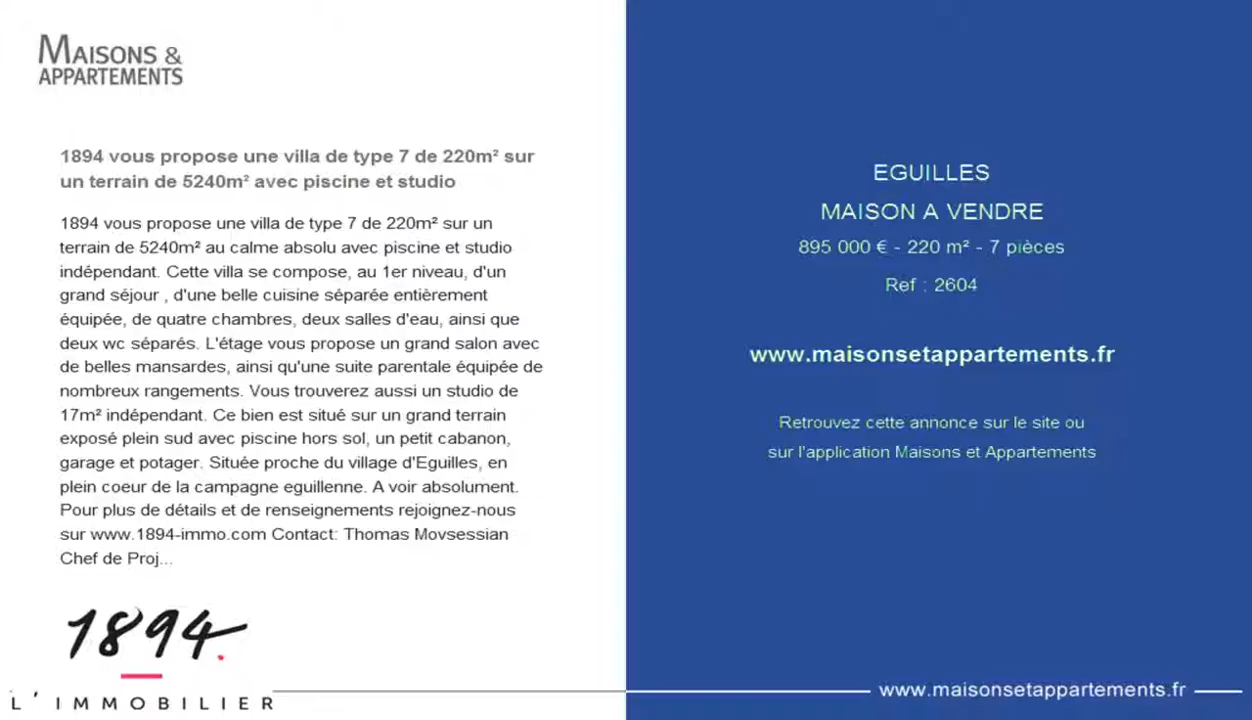 MAISONS &
APPARTEMENTS
1894 vous propose une villa de type 7 de 220m² sur
un terrain de 5240m² avec piscine et studio
1894 vous propose une villa de type 7 de 220m² sur un
terrain de 5240m² au calme absolu avec piscine et studio
indépendant. Cette villa se compose, au 1er niveau, d'un
grand séjour , d'une belle cuisine séparée entièrement
équipée, de quatre chambres, deux salles d'eau, ainsi que
deux wc séparés. L'étage vous propose un grand salon avec
de belles mansardes, ainsi qu'une suite parentale équipée de
nombreux rangements. Vous trouverez aussi un studio de
17m² indépendant. Ce bien est situé sur un grand terrain
exposé plein sud avec piscine hors sol, un petit cabanon,
garage et potager. Située proche du village d'Eguilles, en
plein coeur de la campagne eguillenne. A voir absolument.
Pour plus de détails et de renseignements rejoignez-nous
sur www.1894-immo.com Contact: Thomas Movsessian
Chef de Proj...
1894.
L'IMMOBILIER
EGUILLES
MAISON A VENDRE
895 000 € - 220 m² - 7 pièces
Ref : 2604
www.maisonsetappartements.fr
Retrouvez cette annonce sur le site ou
sur l'application Maisons et Appartements
www.maisonsetappartements.fr